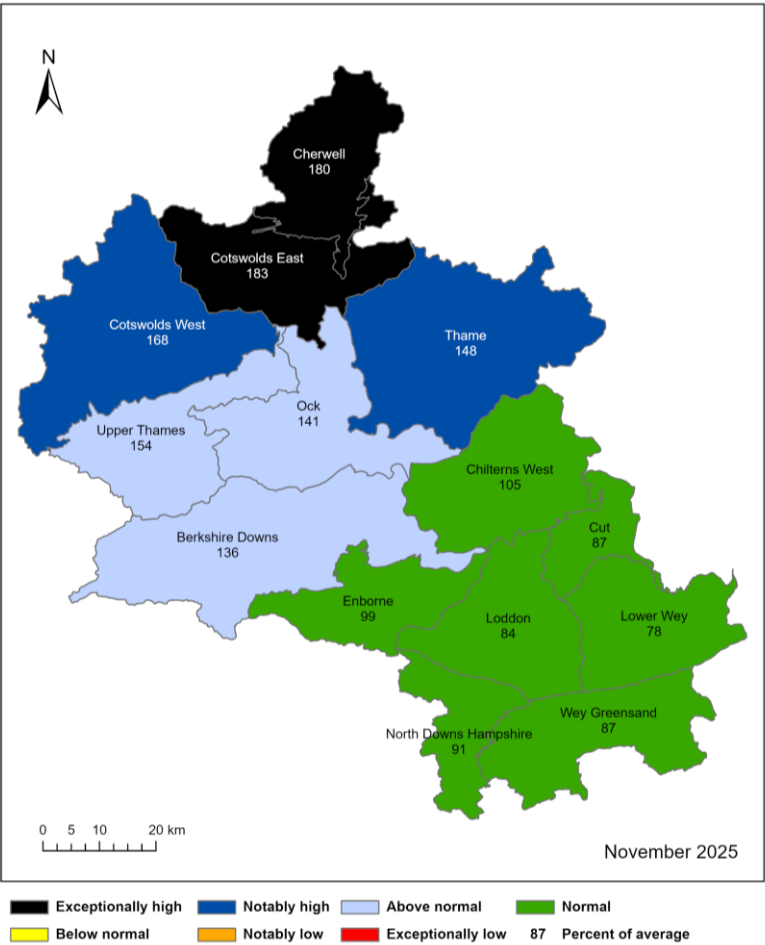 N
Cherwell
180
Cotswolds East
183
Cotswolds West
168
Thame
148
Ock
141
Upper Thames
154
Chilterns West
105
Cut
87
Berkshire Downs
136
Enborne
99
Loddon
84
Lower Wey
78
Wey Greensand
87
North Downs Hampshire
91
0 5 10 20 km
November 2025
Exceptionally high Notably high Above normal Normal
Below normal Notably low Exceptionally low 87 Percent of average